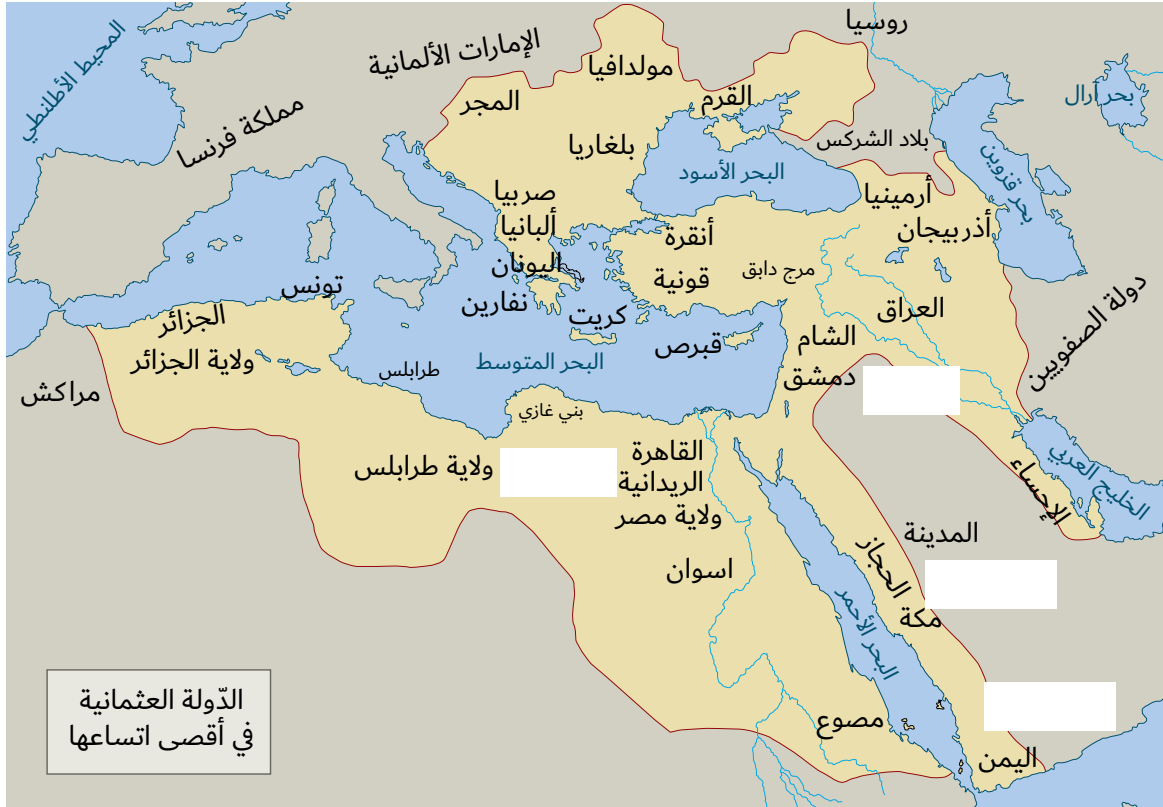 المحيط الأطلنطي
الإمارات الألمانية
مملكة فرنسا
روسيا
مولدافيا
المجر
القرم
بحر آرال
بلغاريا
بلاد الشركس
البحر الأسود
بحر قزوين
صربيا
ألبانيا
اليونان
نفارين
أرمينيا
أذربيجان
أنقرة
قونية
مرج دابق
العراق
دولة الصفويين
تونس
الجزائر
ولاية الجزائر
كريت
قبرص
الشام
دمشق
البحر المتوسط
طرابلس
مراكش
بني غازي
ولاية طرابلس
القاهرة
الريدانية
ولاية مصر
اسوان
الخليج العربي
الإحساء
المدينة
الحجاز
مكة
البحر الأحمر
مصوع
اليمن
الدّولة العثمانية
في أقصى اتساعها